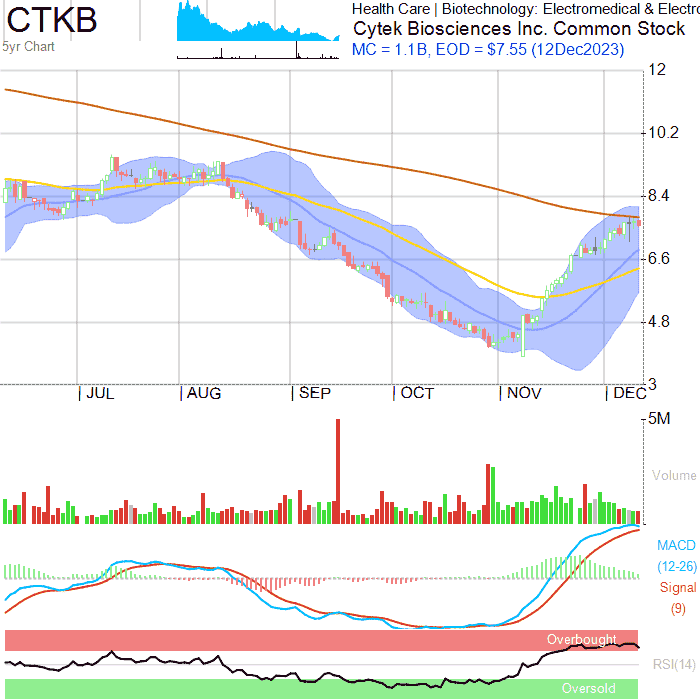 CTKB
5yr Chart
Health Care | Biotechnology: Electromedical & Electro
Cytek Biosciences Inc. Common Stock
MC = 1.1B, EOD = $7.55 (12Dec2023)
12
10.2
8.4
6.6
4.8
3
| JUL | AUG | SEP | OCT | NOV | DEC
5M
Volume
MACD
(12-26)
Signal
(9)
Overbought
RSI(14)
Oversold